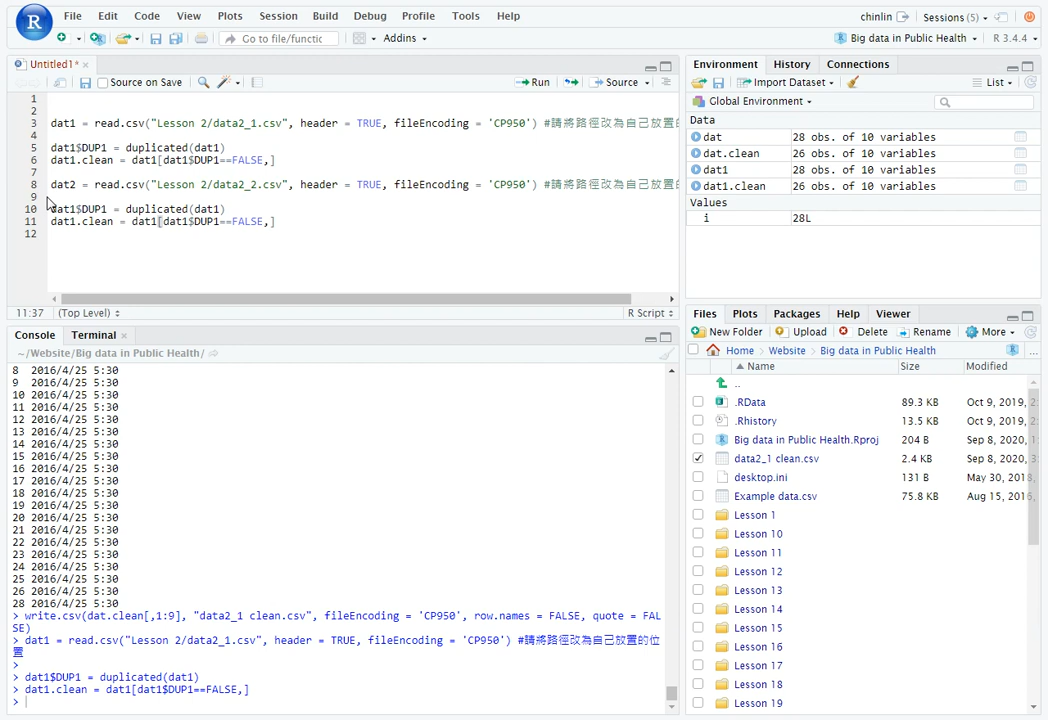 File Edit Code View Plots Session Build Debug Profile Tools Help
chinlin Sessions (5)
Go to file/functic Addins
Big data in Public Health R 3.4.4
Untitled1*
Source on Save Run Source
1
2
3 dat1 = read.csv("Lesson 2/data2_1.csv", header = TRUE, fileEncoding = 'CP950') #請將路徑改為自己放置的
4
5 dat1$DUP1 = duplicated(dat1)
6 dat1.clean = dat1[dat1$DUP1==FALSE,]
7
8 dat2 = read.csv("Lesson 2/data2_2.csv", header = TRUE, fileEncoding = 'CP950') #請將路徑改為自己放置的
9
10 dat1$DUP1 = duplicated(dat1)
11 dat1.clean = dat1[dat1$DUP1==FALSE,]
12
11:37 (Top Level) R Script
Console Terminal
~/Website/Big data in Public Health/
8 2016/4/25 5:30
9 2016/4/25 5:30
10 2016/4/25 5:30
11 2016/4/25 5:30
12 2016/4/25 5:30
13 2016/4/25 5:30
14 2016/4/25 5:30
15 2016/4/25 5:30
16 2016/4/25 5:30
17 2016/4/25 5:30
18 2016/4/25 5:30
19 2016/4/25 5:30
20 2016/4/25 5:30
21 2016/4/25 5:30
22 2016/4/25 5:30
24 2016/4/25 5:30
25 2016/4/25 5:30
26 2016/4/25 5:30
28 2016/4/25 5:30
> write.csv(dat.clean[,1:9], "data2_1 clean.csv", fileEncoding = 'CP950', row.names = FALSE, quote = FAL
SE)
> dat1 = read.csv("Lesson 2/data2_1.csv", header = TRUE, fileEncoding = 'CP950') #請將路徑改為自己放置的位
置
>
> dat1$DUP1 = duplicated(dat1)
> dat1.clean = dat1[dat1$DUP1==FALSE,]
>
Environment History Connections
Import Dataset List
Global Environment
Data
dat 28 obs. of 10 variables
dat.clean 26 obs. of 10 variables
dat1 28 obs. of 10 variables
dat1.clean 26 obs. of 10 variables
Values
i 28L
Files Plots Packages Help Viewer
New Folder Upload Delete Rename More
Home Website Big data in Public Health ...
Name Size Modified
..
.RData 89.3 KB Oct 9, 2019,
.Rhistory 13.5 KB Oct 9, 2019,
Big data in Public Health.Rproj 204 B Sep 8, 2020,
data2_1 clean.csv 2.4 KB Sep 8, 2020,
desktop.ini 131 B May 30, 2018,
Example data.csv 75.8 KB Aug 15, 2016,
Lesson 1
Lesson 10
Lesson 11
Lesson 12
Lesson 13
Lesson 14
Lesson 15
Lesson 16
Lesson 17
Lesson 18
Lesson 19